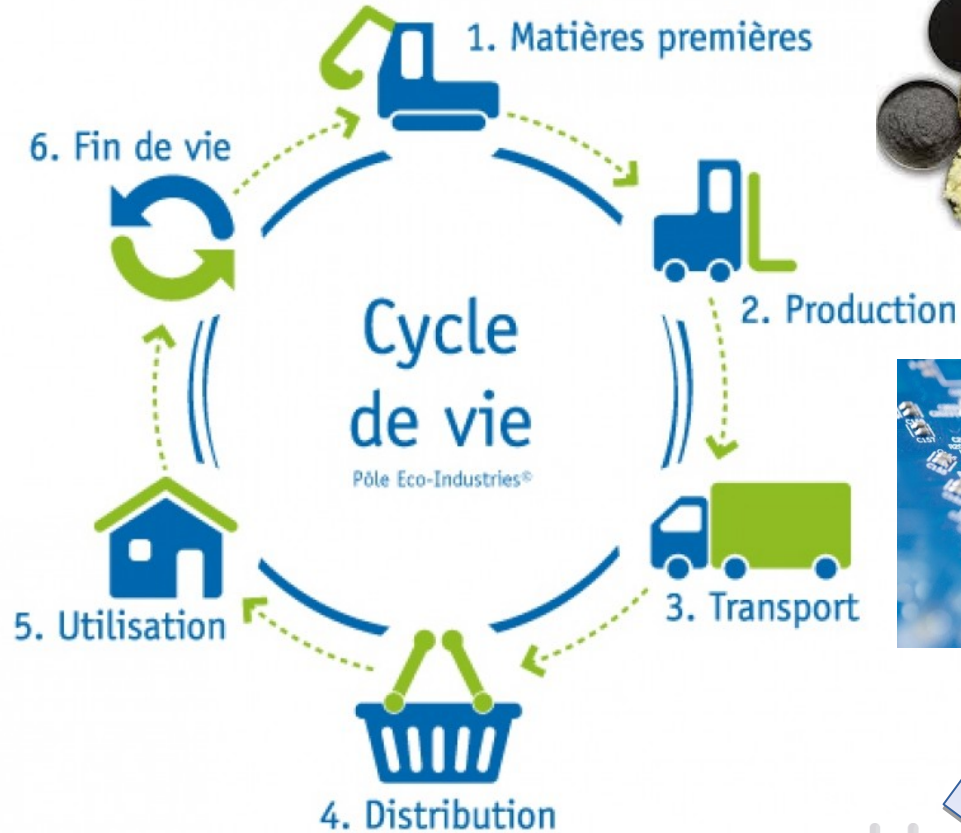 1. Matières premières
6. Fin de vie
2. Production
Cycle
de vie
Pôle Eco-Industries©
3. Transport
5. Utilisation
4. Distribution